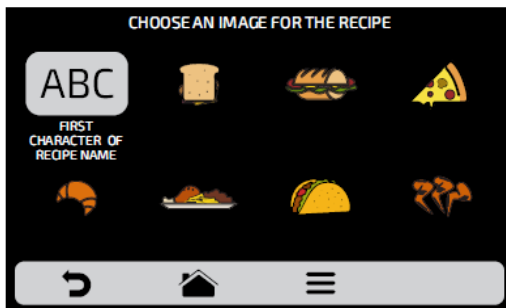 CHOOSE AN IMAGE FOR THE RECIPE
ABC
FIRST
CHARACTER OF
RECIPE NAME